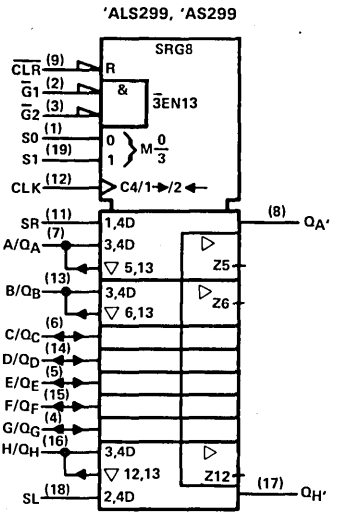 'ALS299, 'AS299
SRG8
CLR (9) R
G1 (2) &
G2 (3) 3EN13
S0 (1) 0
S1 (19) 1 } M 0/3
CLK (12) C4/1→/2←
SR (11) 1,4D (8) QA'
A/QA (7) 3,4D ▷
▽ 5,13 Z5
B/QB (13) 3,4D ▷
▽ 6,13 Z6
C/QC (6)
D/QD (14)
E/QE (5)
F/QF (15)
G/QG (4)
H/QH (16) 3,4D ▷
▽ 12,13 Z12
SL (18) 2,4D (17) QH'